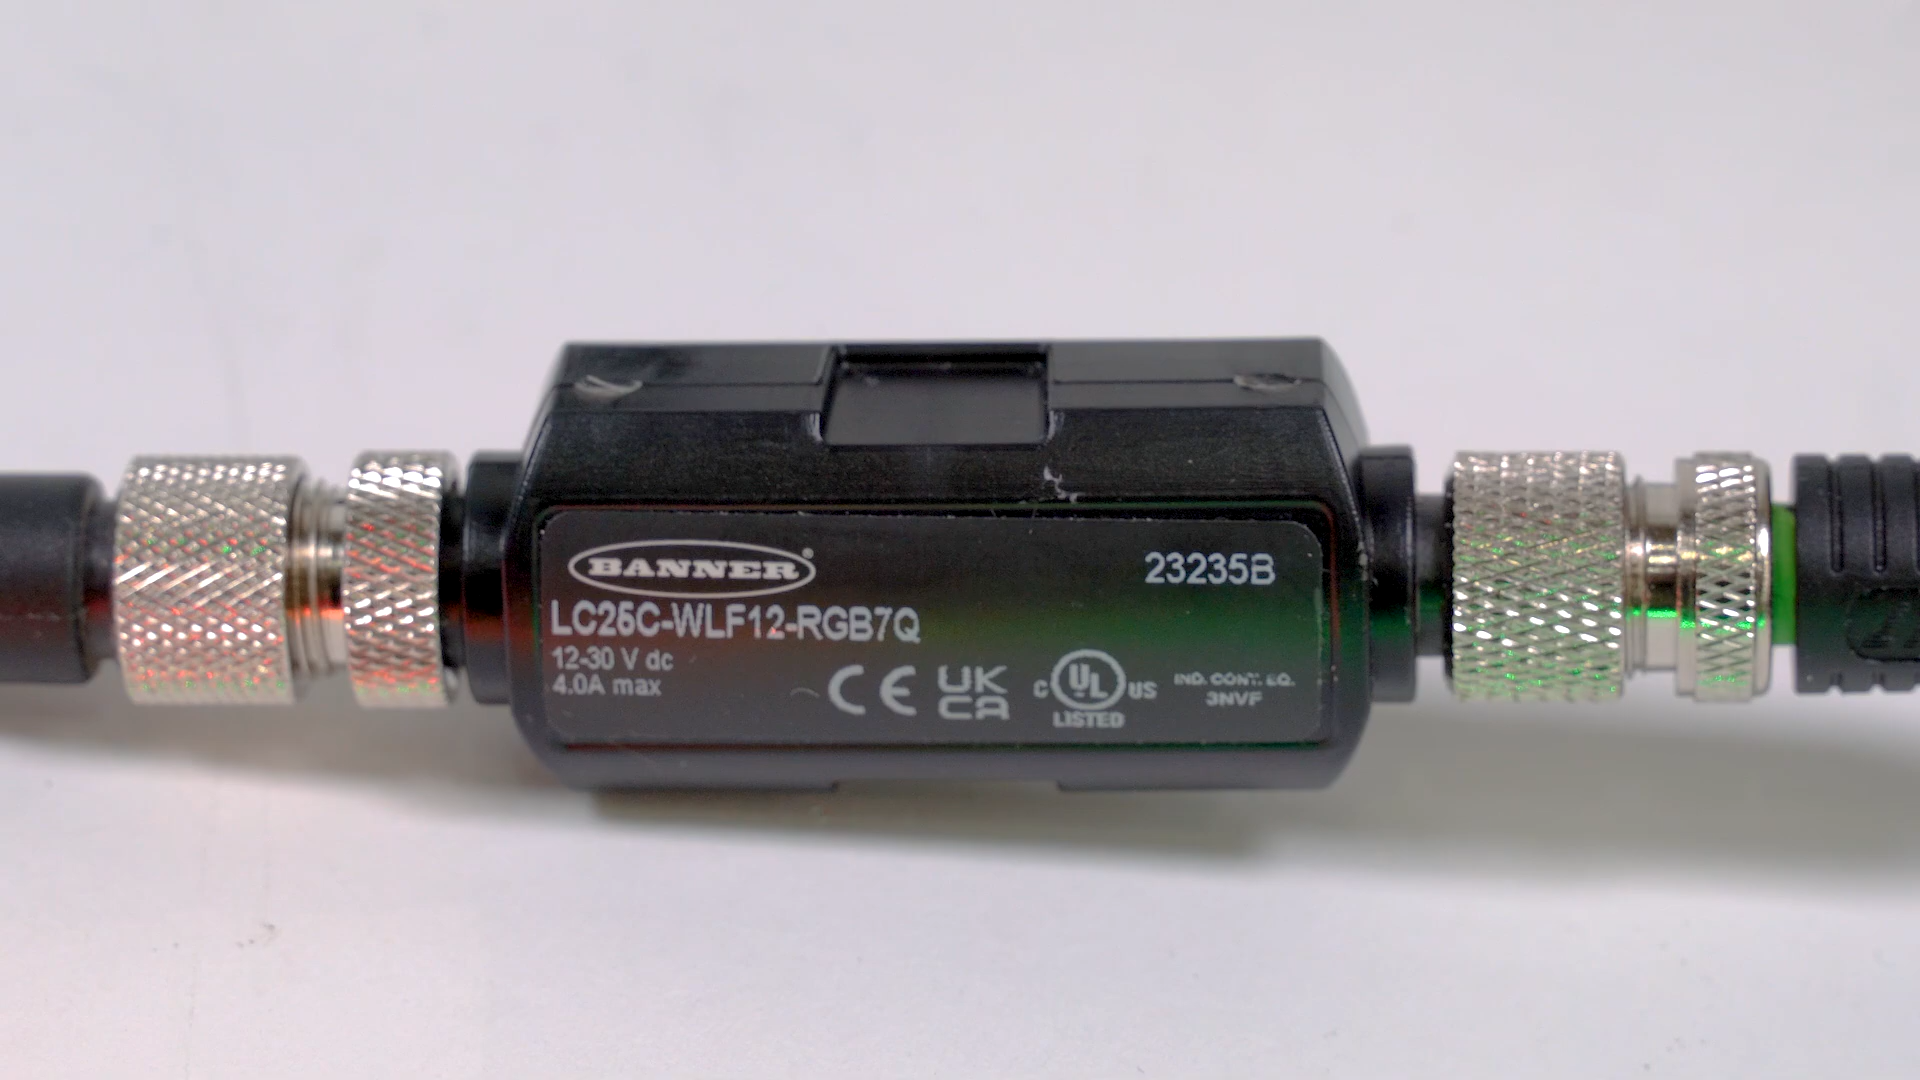 BANNER®
23235B
LC25C-WLF12-RGB7Q
12-30 V dc
4.0A max
CE UK CA C UL US LISTED
IND. CONT. EQ.
3NVF